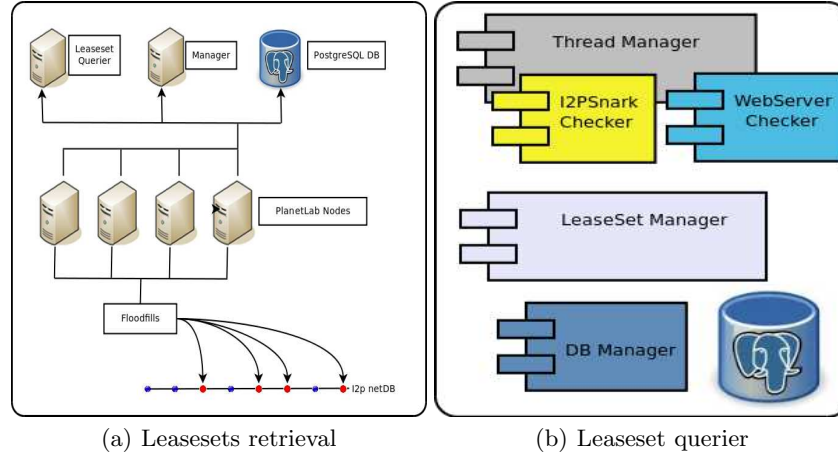 Leaseset
Querier
Manager
PostgreSQL DB
PlanetLab Nodes
Floodfills
I2p netDB
(a) Leasesets retrieval
Thread Manager
I2PSnark
Checker
WebServer
Checker
LeaseSet Manager
DB Manager
(b) Leaseset querier